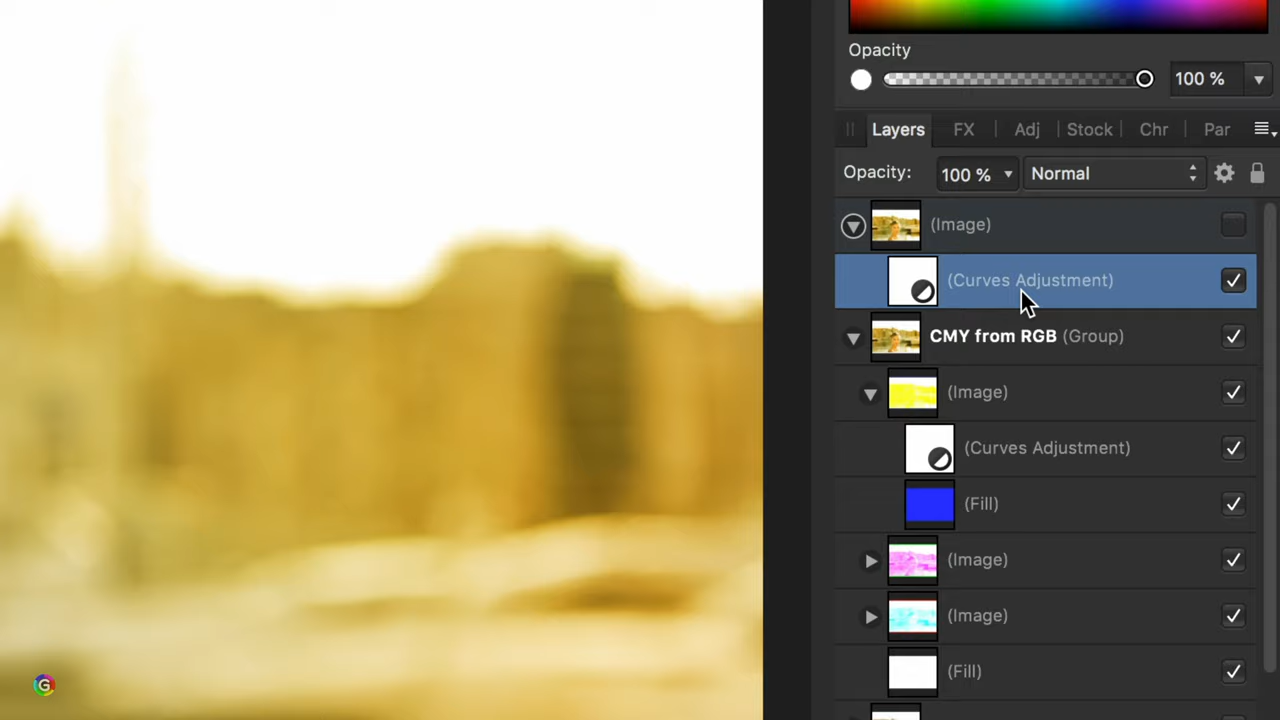 Opacity
100 %
Layers FX Adj Stock Chr Par
Opacity: 100 % Normal
(Image)
(Curves Adjustment)
CMY from RGB (Group)
(Image)
(Curves Adjustment)
(Fill)
(Image)
(Image)
(Fill)
G